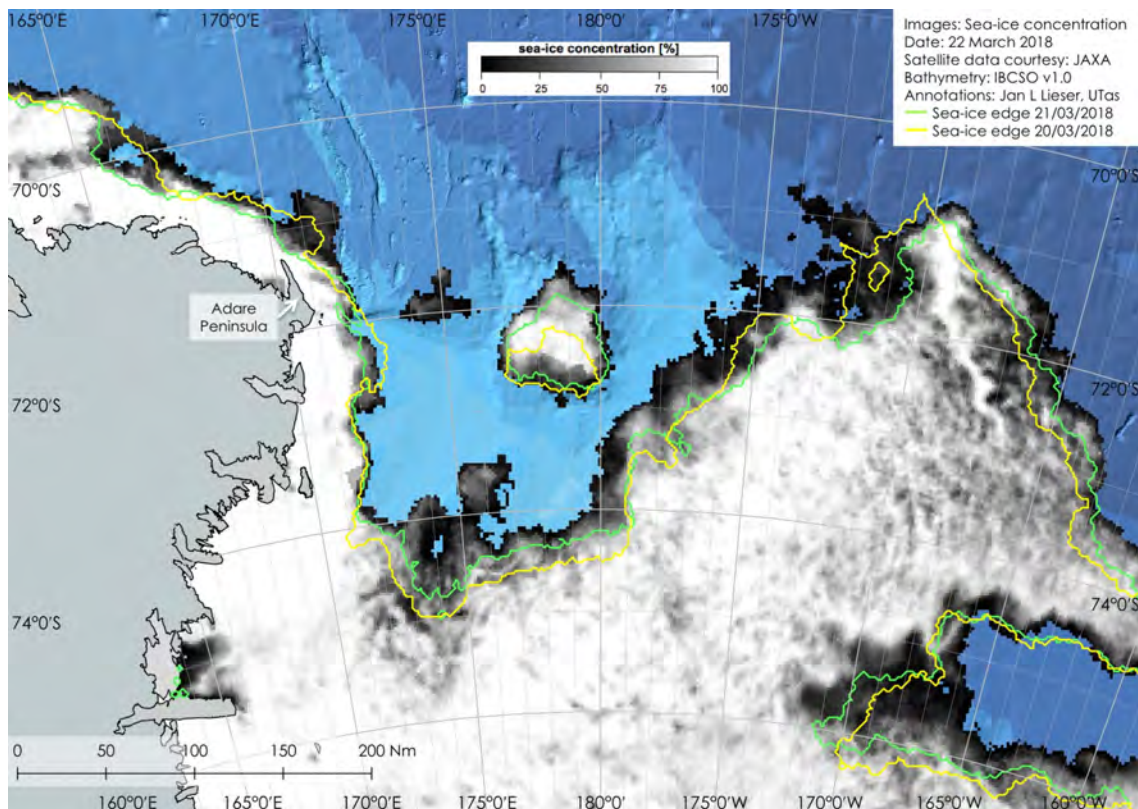 165°0'E
170°0'E
175°0'E
180°0'
175°0'W
Images: Sea-ice concentration
Date: 22 March 2018
Satellite data courtesy: JAXA
Bathymetry: IBCSO v1.0
Annotations: Jan L Lieser, UTas
Sea-ice edge 21/03/2018
Sea-ice edge 20/03/2018
sea-ice concentration [%]
0 25 50 75 100
70°0'S
70°0'S
Adare
Peninsula
72°0'S
72°0'S
74°0'S
74°0'S
0 50 100 150 200 Nm
160°0'E
165°0'E
170°0'E
175°0'E
180°0'
175°0'W
170°0'W
165°0'W